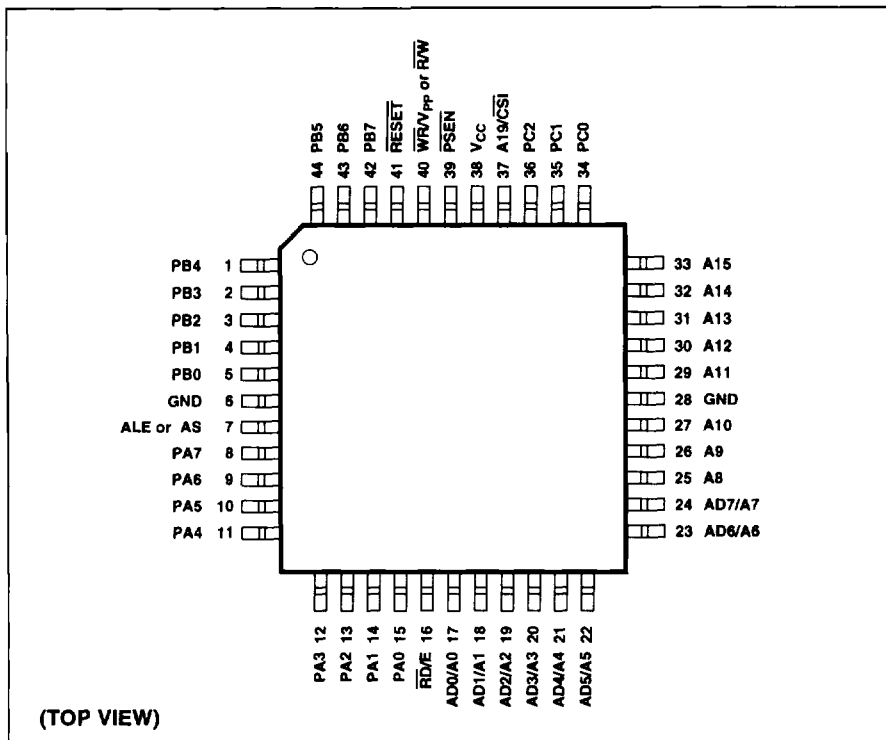 44 PB5
43 PB6
42 PB7
41 R̅E̅S̅E̅T̅
40 W̅R̅/VPP or R̅/̅W̅
39 P̅S̅E̅N̅
38 VCC
37 A19/C̅S̅I̅
36 PC2
35 PC1
34 PC0
PB4 1
PB3 2
PB2 3
PB1 4
PB0 5
GND 6
ALE or AS 7
PA7 8
PA6 9
PA5 10
PA4 11
33 A15
32 A14
31 A13
30 A12
29 A11
28 GND
27 A10
26 A9
25 A8
24 AD7/A7
23 AD6/A6
PA3 12
PA2 13
PA1 14
PA0 15
R̅D̅/E 16
AD0/A0 17
AD1/A1 18
AD2/A2 19
AD3/A3 20
AD4/A4 21
AD5/A5 22
(TOP VIEW)